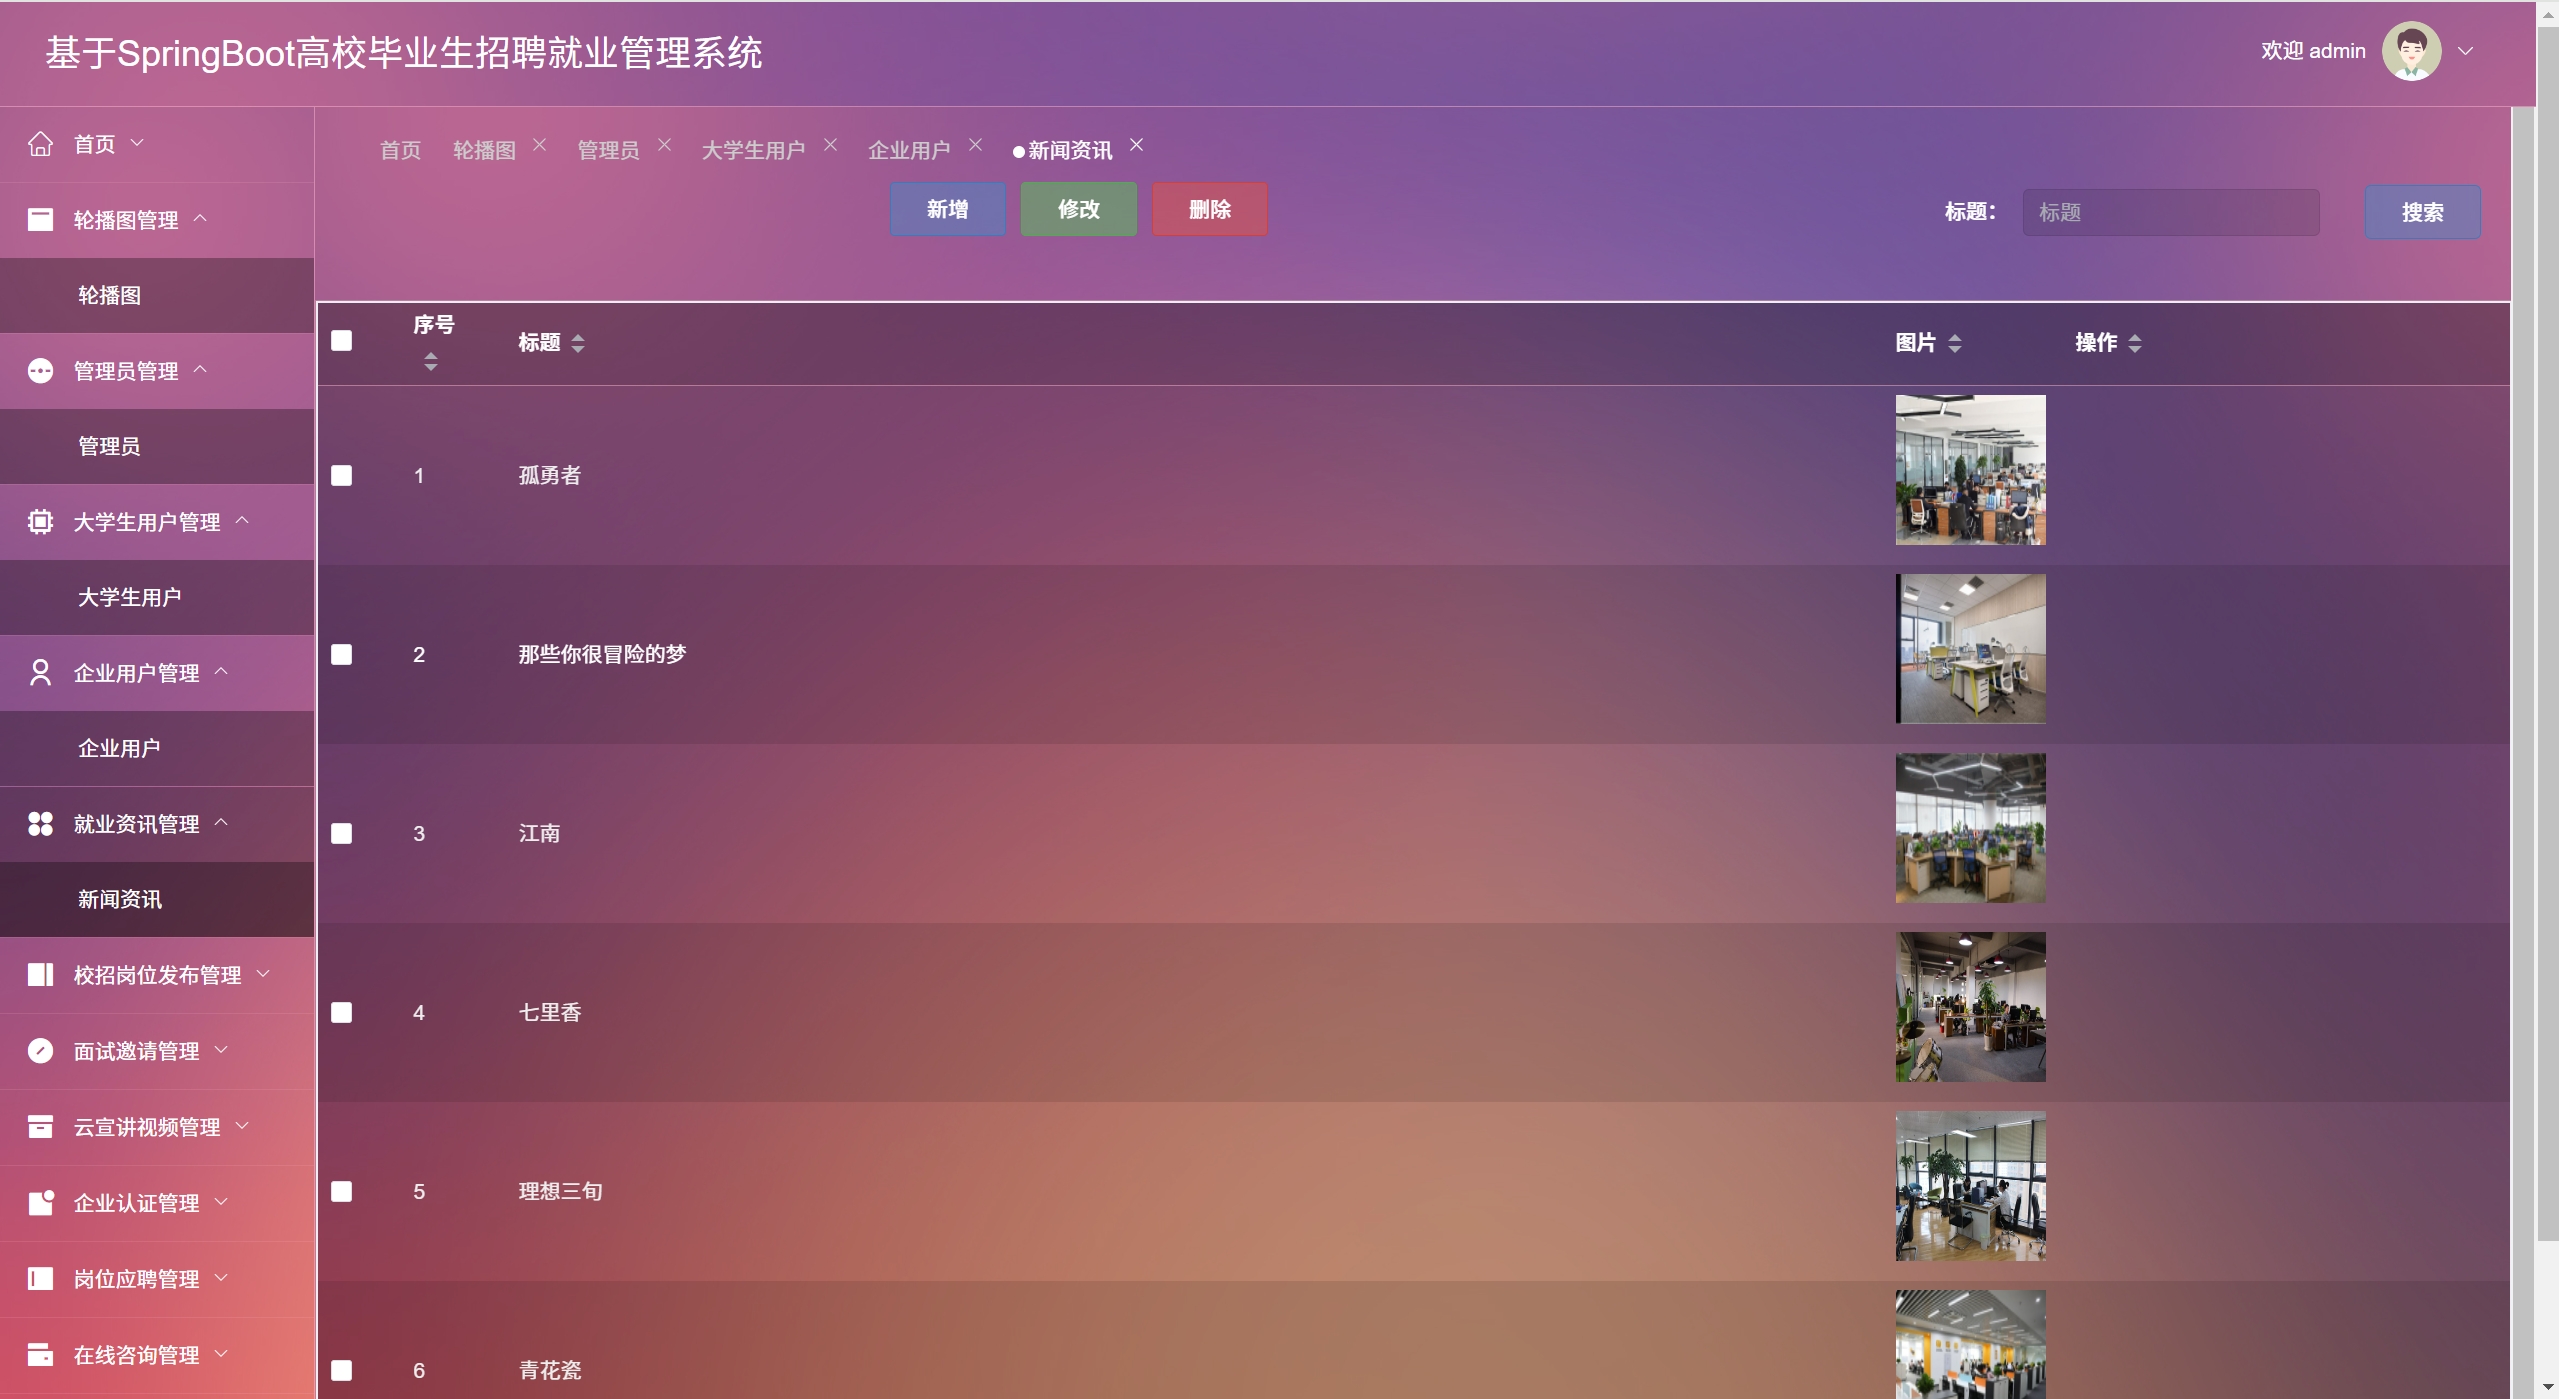 基于SpringBoot高校毕业生招聘就业管理系统
欢迎 admin
首页
轮播图管理
轮播图
管理员管理
管理员
大学生用户管理
大学生用户
企业用户管理
企业用户
就业资讯管理
新闻资讯
校招岗位发布管理
面试邀请管理
云宣讲视频管理
企业认证管理
岗位应聘管理
在线咨询管理
首页 轮播图 管理员 大学生用户 企业用户 新闻资讯
新增 修改 删除 标题： 标题 搜索
序号 标题 图片 操作
1 孤勇者
2 那些你很冒险的梦
3 江南
4 七里香
5 理想三旬
6 青花瓷